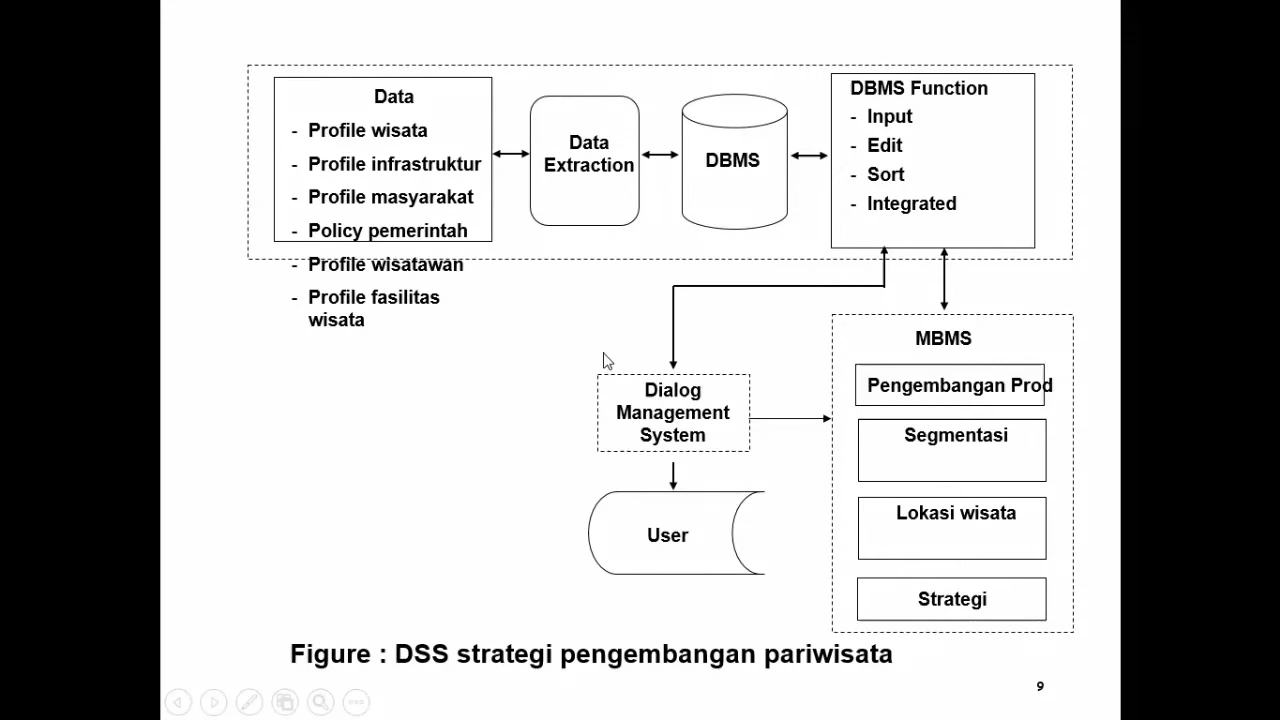 Data
- Profile wisata
- Profile infrastruktur
- Profile masyarakat
- Policy pemerintah
- Profile wisatawan
- Profile fasilitas
wisata
Data
Extraction
DBMS
DBMS Function
- Input
- Edit
- Sort
- Integrated
Dialog
Management
System
User
MBMS
Pengembangan Prod
Segmentasi
Lokasi wisata
Strategi
Figure : DSS strategi pengembangan pariwisata
9